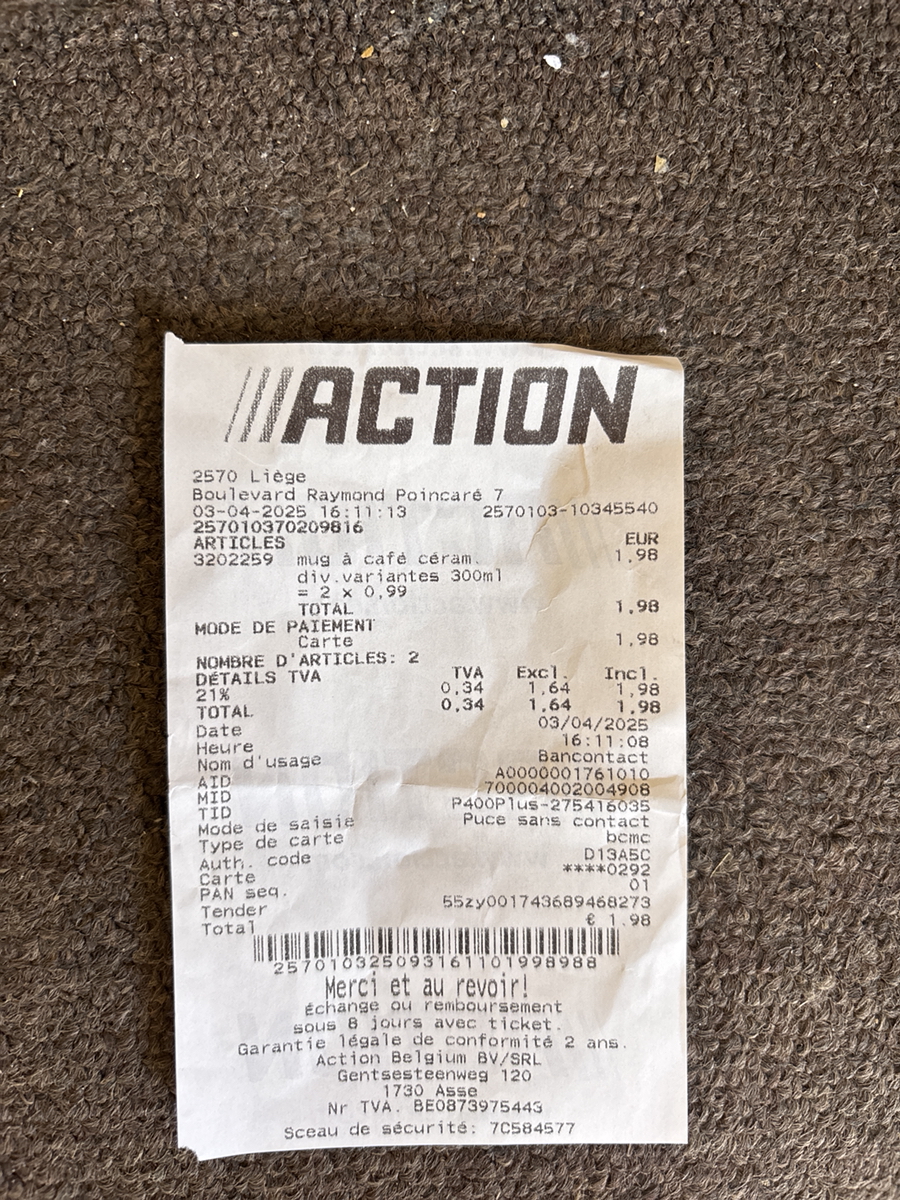 ACTION
2570 Liège
Boulevard Raymond Poincaré 7
03-04-2025 16:11:13 2570103-10345540
257010370209816
ARTICLES EUR
3202259 mug à café céram. 1,98
div.variantes 300ml
= 2 x 0,99
TOTAL 1,98
MODE DE PAIEMENT
Carte 1,98
NOMBRE D'ARTICLES: 2
DÉTAILS TVA TVA Excl. Incl.
21% 0,34 1,64 1,98
TOTAL 0,34 1,64 1,98
Date 03/04/2025
Heure 16:11:08
Nom d'usage Bancontact
AID A0000001761010
MID 700004002004908
TID P400Plus-275416035
Mode de saisie Puce sans contact
Type de carte bcmc
Auth. code D13A5C
Carte ****0292
PAN seq. 01
Tender 55zy001743689468273
Total € 1.98
257010325093161101998988
Merci et au revoir!
Échange ou remboursement
sous 8 jours avec ticket.
Garantie légale de conformité 2 ans.
Action Belgium BV/SRL
Gentsesteenweg 120
1730 Asse
Nr TVA. BE0873975443
Sceau de sécurité: 7C584577